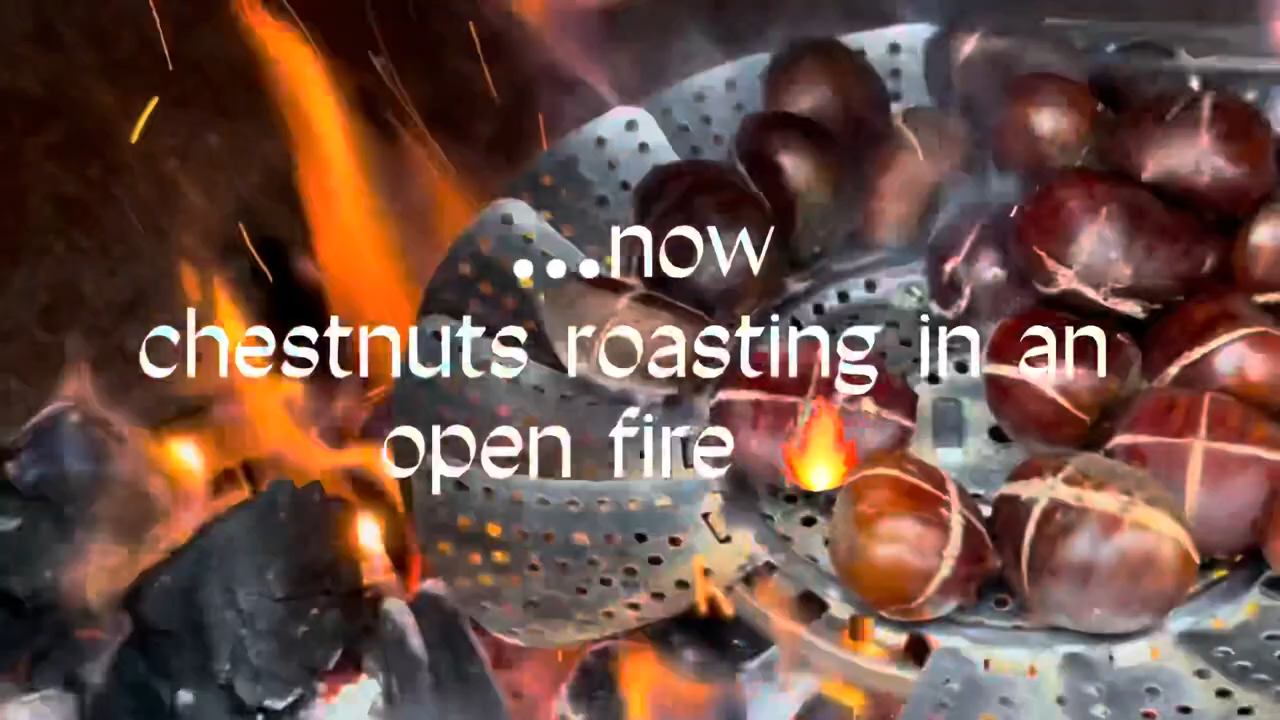 ...now
chestnuts roasting in an
open fire 🔥